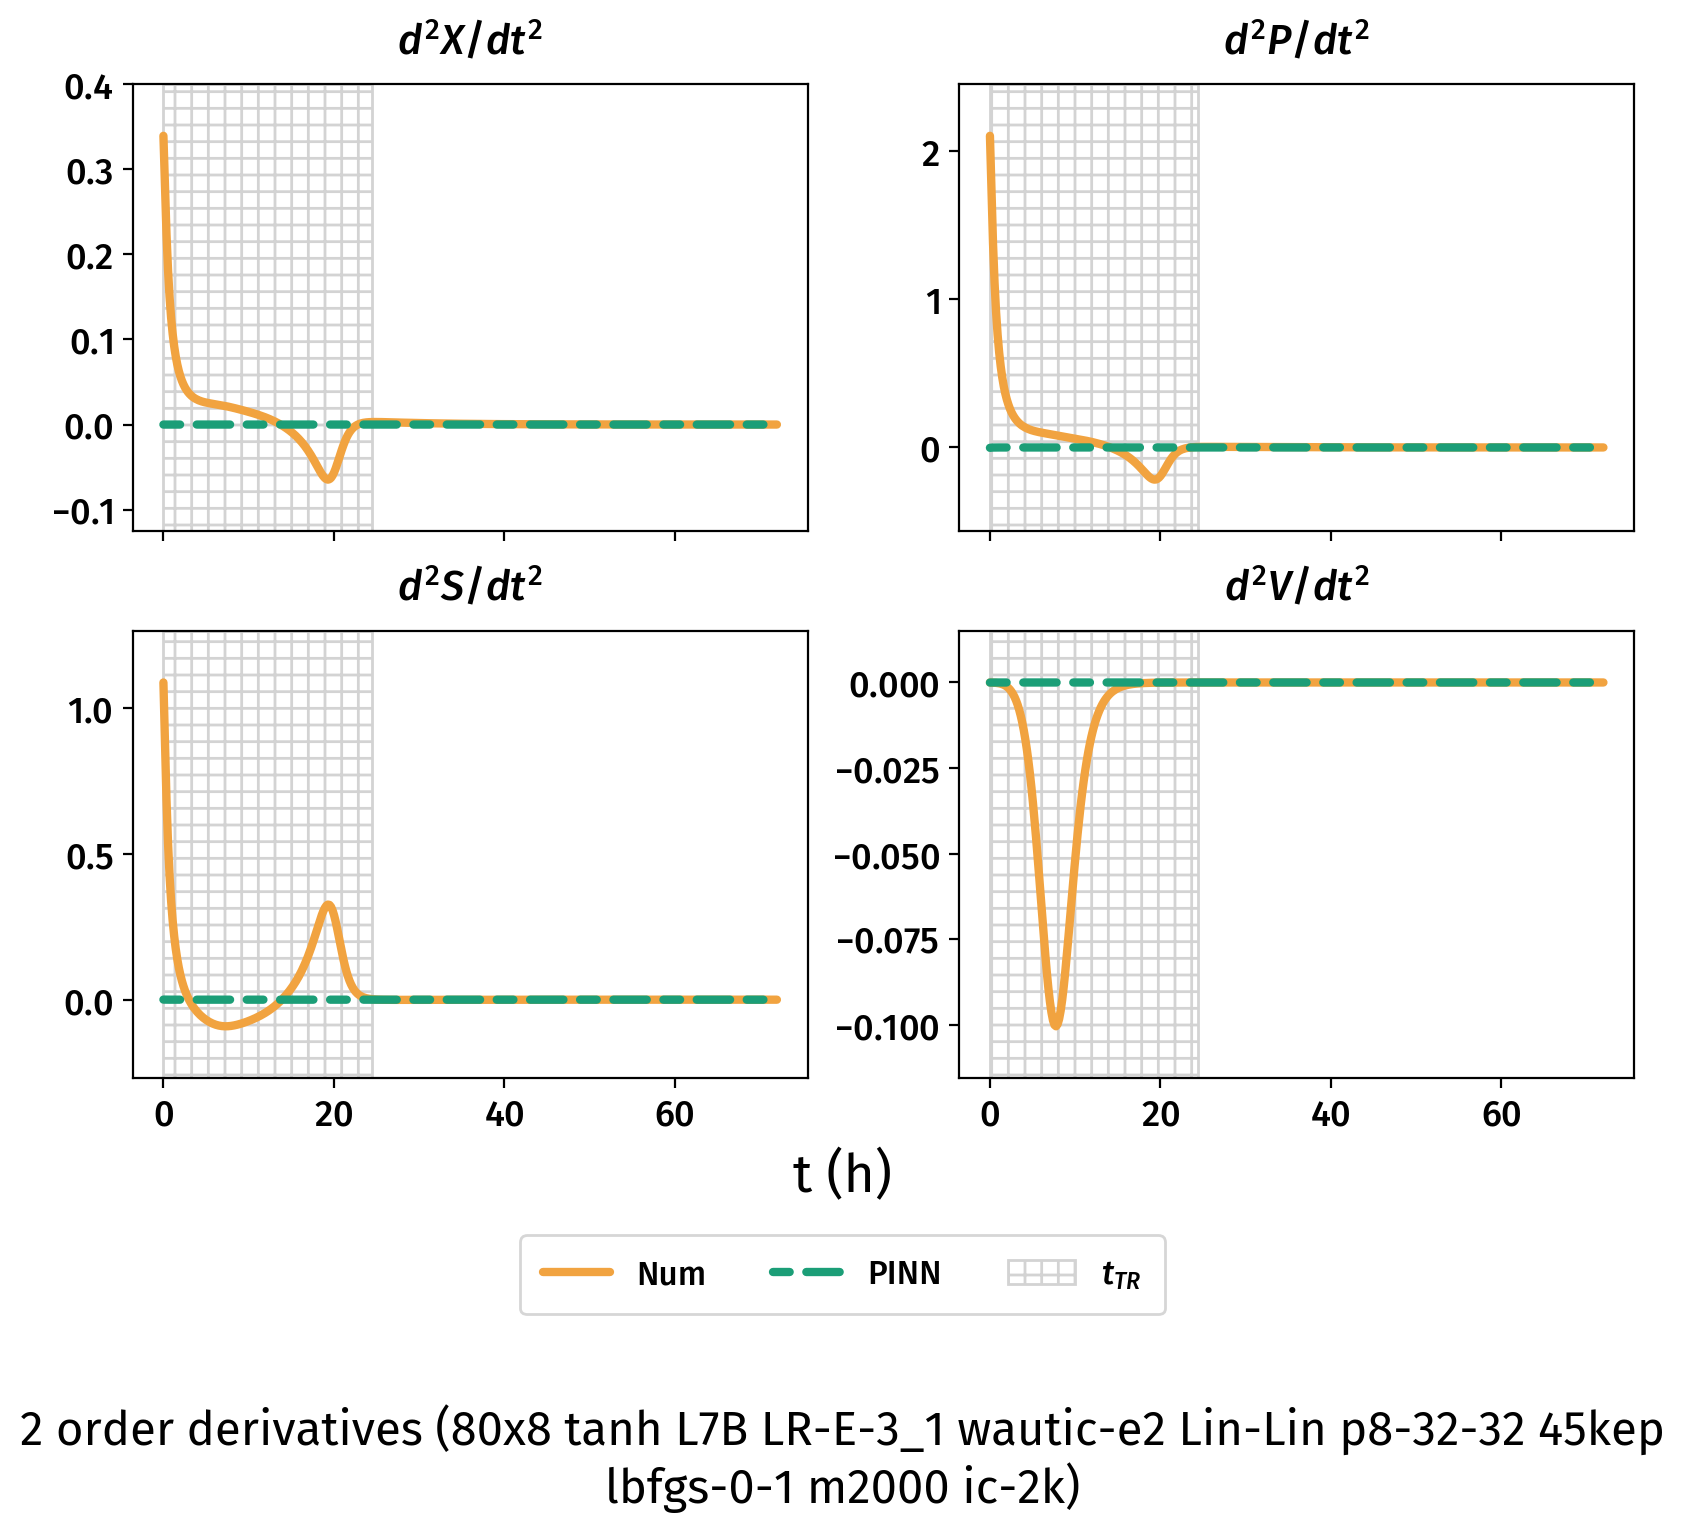 d²X/dt²
0.4
0.3
0.2
0.1
0.0
−0.1
d²P/dt²
2
1
0
d²S/dt²
1.0
0.5
0.0
0 20 40 60
d²V/dt²
0.000
−0.025
−0.050
−0.075
−0.100
0 20 40 60
t (h)
Num PINN t_TR
2 order derivatives (80x8 tanh L7B LR-E-3_1 wautic-e2 Lin-Lin p8-32-32 45kep
lbfgs-0-1 m2000 ic-2k)